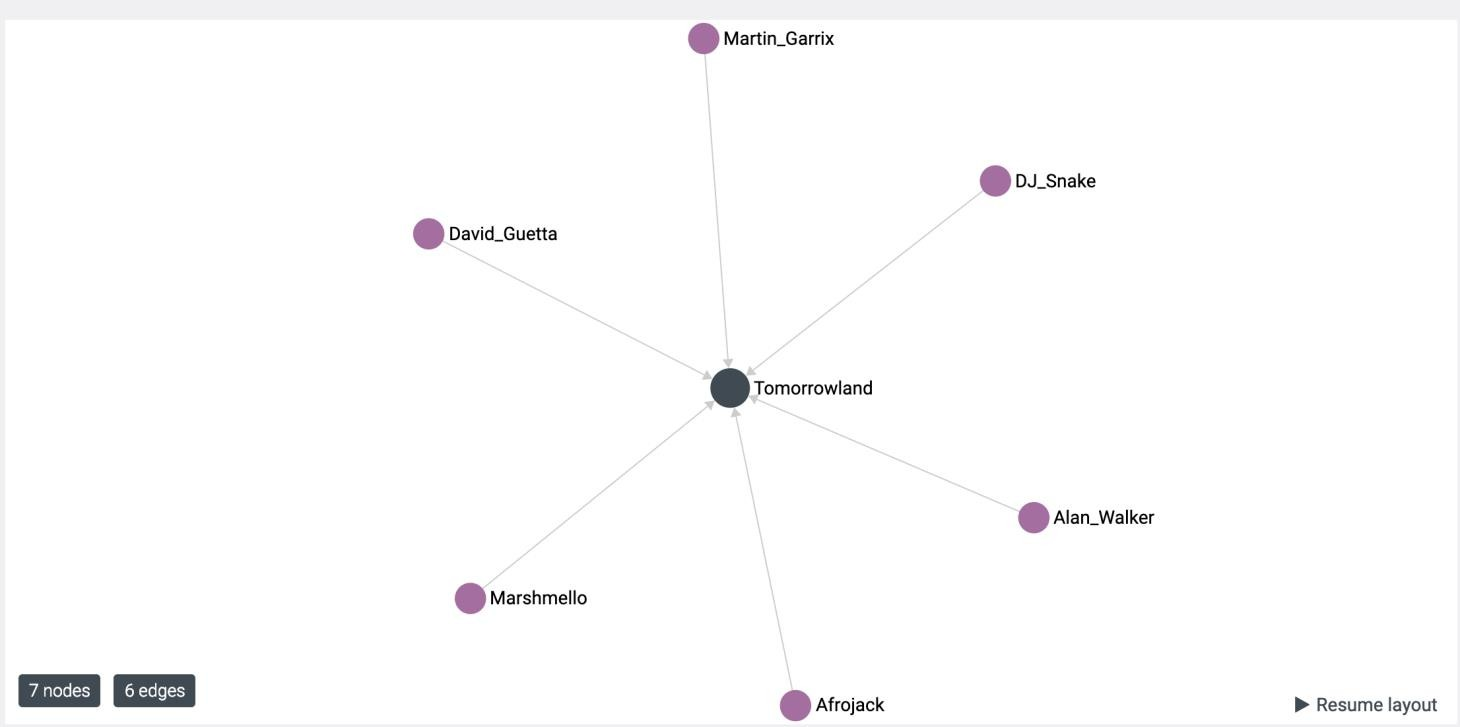 Martin_Garrix
DJ_Snake
David_Guetta
Tomorrowland
Alan_Walker
Marshmello
7 nodes
6 edges
Afrojack
Resume layout